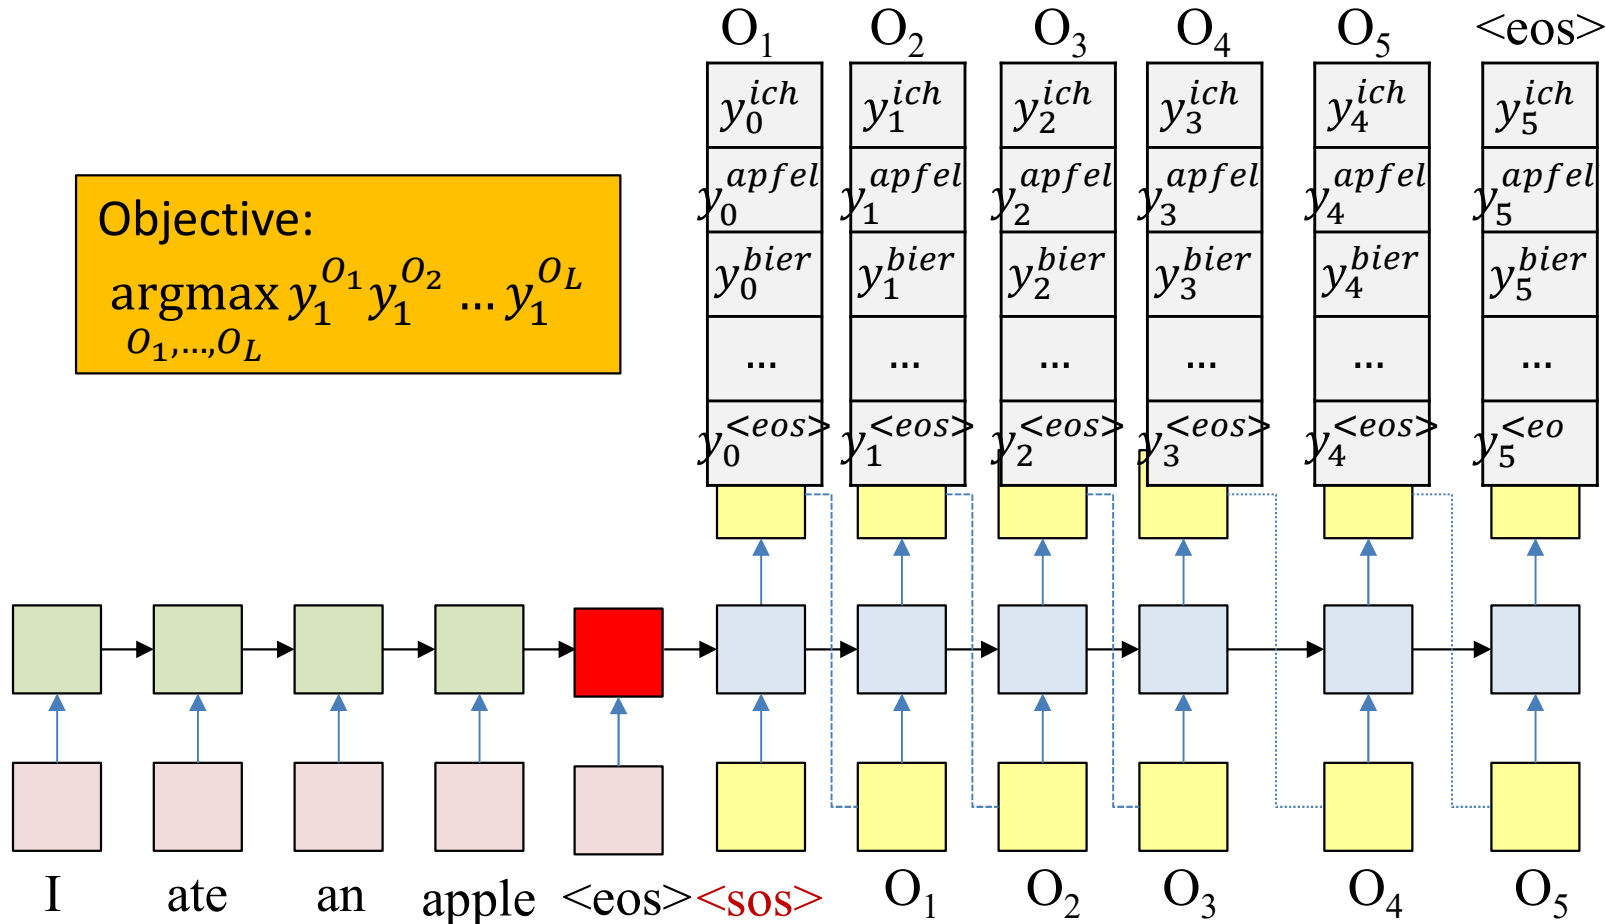 O₁ O₂ O₃ O₄ O₅ <eos>
y₀^{ich} y₁^{ich} y₂^{ich} y₃^{ich} y₄^{ich} y₅^{ich}
y₀^{apfel} y₁^{apfel} y₂^{apfel} y₃^{apfel} y₄^{apfel} y₅^{apfel}
y₀^{bier} y₁^{bier} y₂^{bier} y₃^{bier} y₄^{bier} y₅^{bier}
... ... ... ... ... ...
y₀^{<eos>} y₁^{<eos>} y₂^{<eos>} y₃^{<eos>} y₄^{<eos>} y₅^{<eo}
Objective:
argmax y₁^{O₁} y₁^{O₂} ... y₁^{O_L}
O₁,...,O_L
I ate an apple <eos> <sos> O₁ O₂ O₃ O₄ O₅